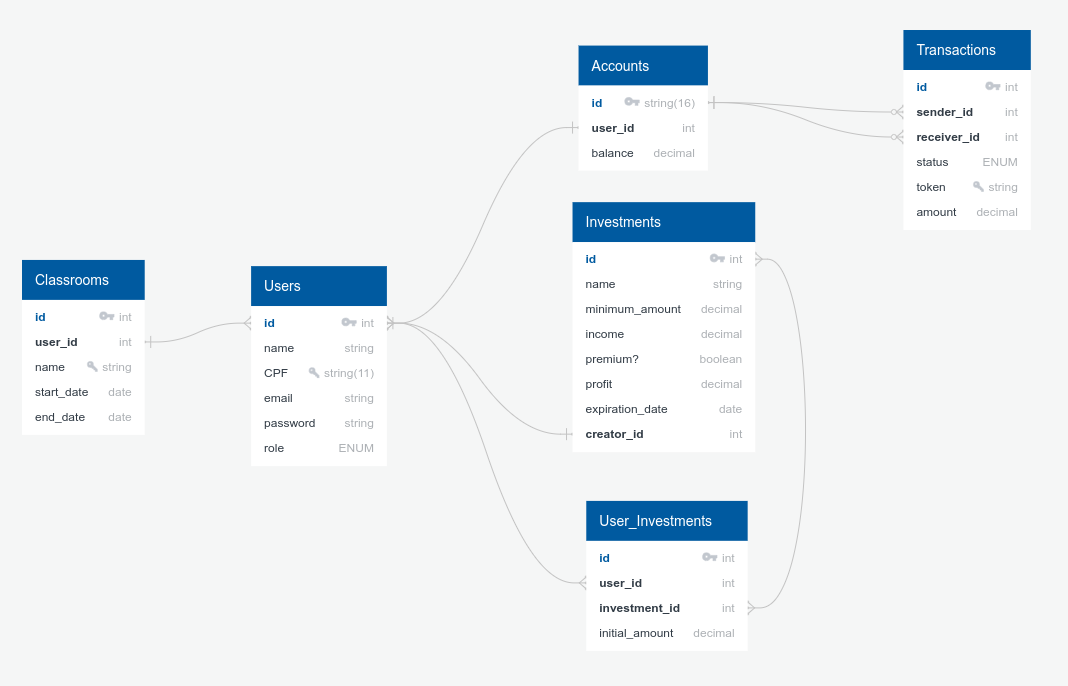 Classrooms
id int
user_id int
name string
start_date date
end_date date
Users
id int
name string
CPF string(11)
email string
password string
role ENUM
Accounts
id string(16)
user_id int
balance decimal
Investments
id int
name string
minimum_amount decimal
income decimal
premium? boolean
profit decimal
expiration_date date
creator_id int
User_Investments
id int
user_id int
investment_id int
initial_amount decimal
Transactions
id int
sender_id int
receiver_id int
status ENUM
token string
amount decimal